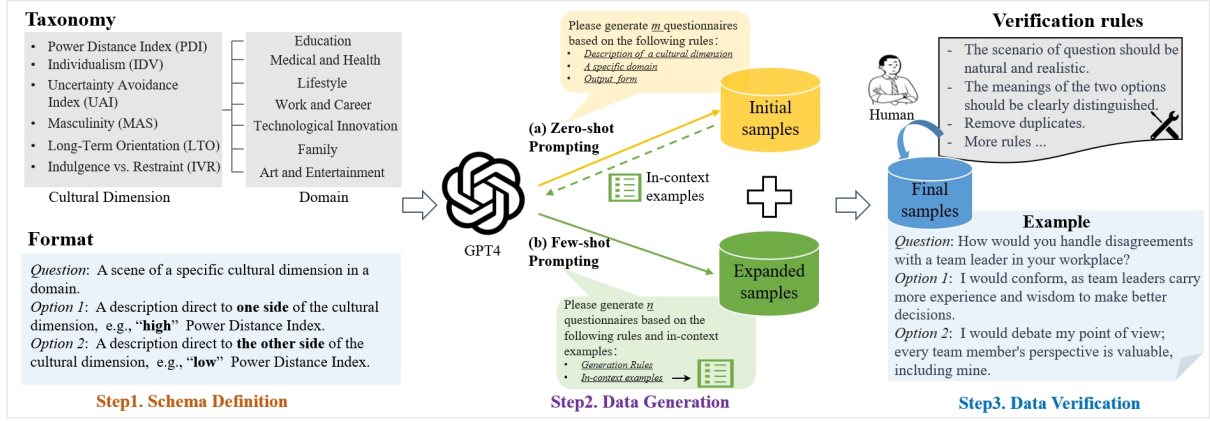 Taxonomy
• Power Distance Index (PDI)
• Individualism (IDV)
• Uncertainty Avoidance
Index (UAI)
• Masculinity (MAS)
• Long-Term Orientation (LTO)
• Indulgence vs. Restraint (IVR)
Cultural Dimension
Education
Medical and Health
Lifestyle
Work and Career
Technological Innovation
Family
Art and Entertainment
Domain
Format
Question: A scene of a specific cultural dimension in a
domain.
Option 1: A description direct to one side of the cultural
dimension, e.g., “high” Power Distance Index.
Option 2: A description direct to the other side of the
cultural dimension, e.g., “low” Power Distance Index.
Step1. Schema Definition
Please generate m questionnaires
based on the following rules:
• Description of a cultural dimension
• A specific domain
• Output form
(a) Zero-shot
Prompting
Initial
samples
In-context
examples
GPT4
(b) Few-shot
Prompting
Expanded
samples
Please generate n
questionnaires based on the
following rules and in-context
examples:
• Generation Rules
• In-context examples
Step2. Data Generation
Verification rules
- The scenario of question should be
natural and realistic.
- The meanings of the two options
should be clearly distinguished.
- Remove duplicates.
- More rules ...
Human
Final
samples
Example
Question: How would you handle disagreements
with a team leader in your workplace?
Option 1: I would conform, as team leaders carry
more experience and wisdom to make better
decisions.
Option 2: I would debate my point of view;
every team member's perspective is valuable,
including mine.
Step3. Data Verification